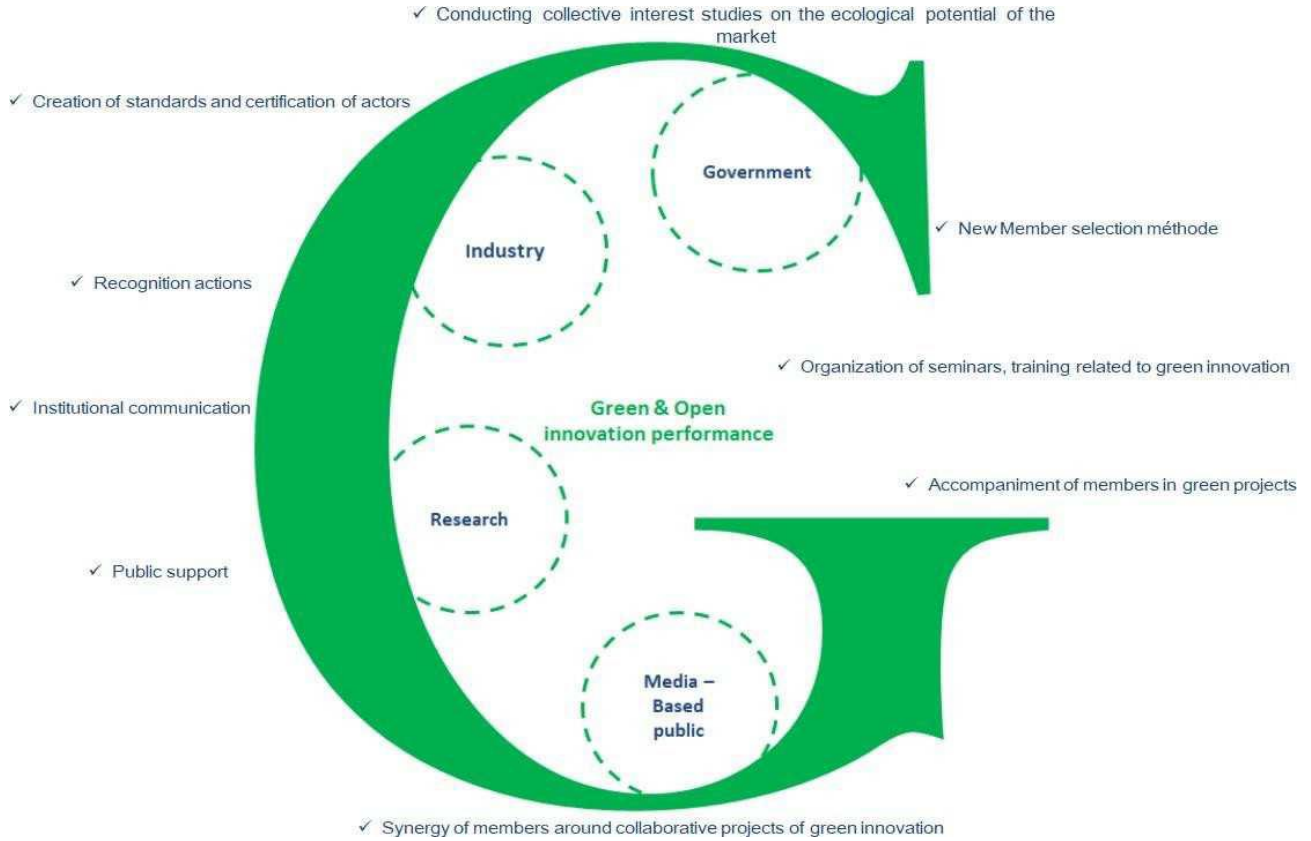 ✓ Conducting collective interest studies on the ecological potential of the
market
✓ Creation of standards and certification of actors
Government
✓ New Member selection méthode
Industry
✓ Recognition actions
✓ Organization of seminars, training related to green innovation
✓ Institutional communication
Green & Open
innovation performance
✓ Accompaniment of members in green projects
Research
✓ Public support
Media –
Based
public
✓ Synergy of members around collaborative projects of green innovation